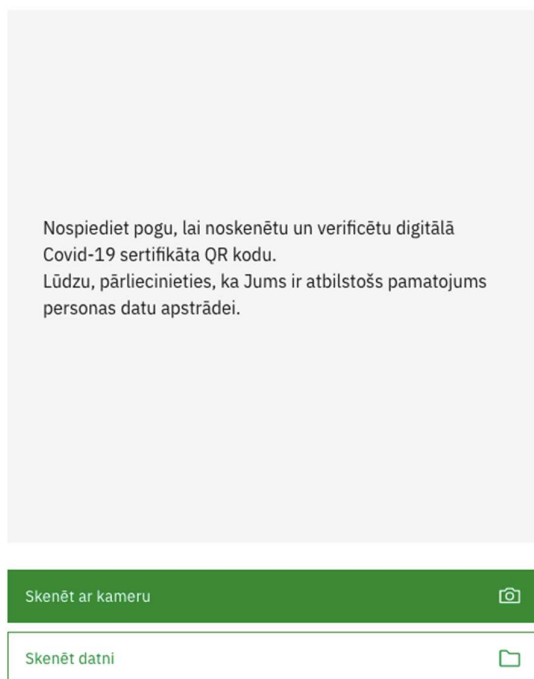 Nospiediet pogu, lai noskenētu un verificētu digitālā
Covid-19 sertifikāta QR kodu.
Lūdzu, pārliecinieties, ka Jums ir atbilstošs pamatojums
personas datu apstrādei.
Skenēt ar kameru
Skenēt datni